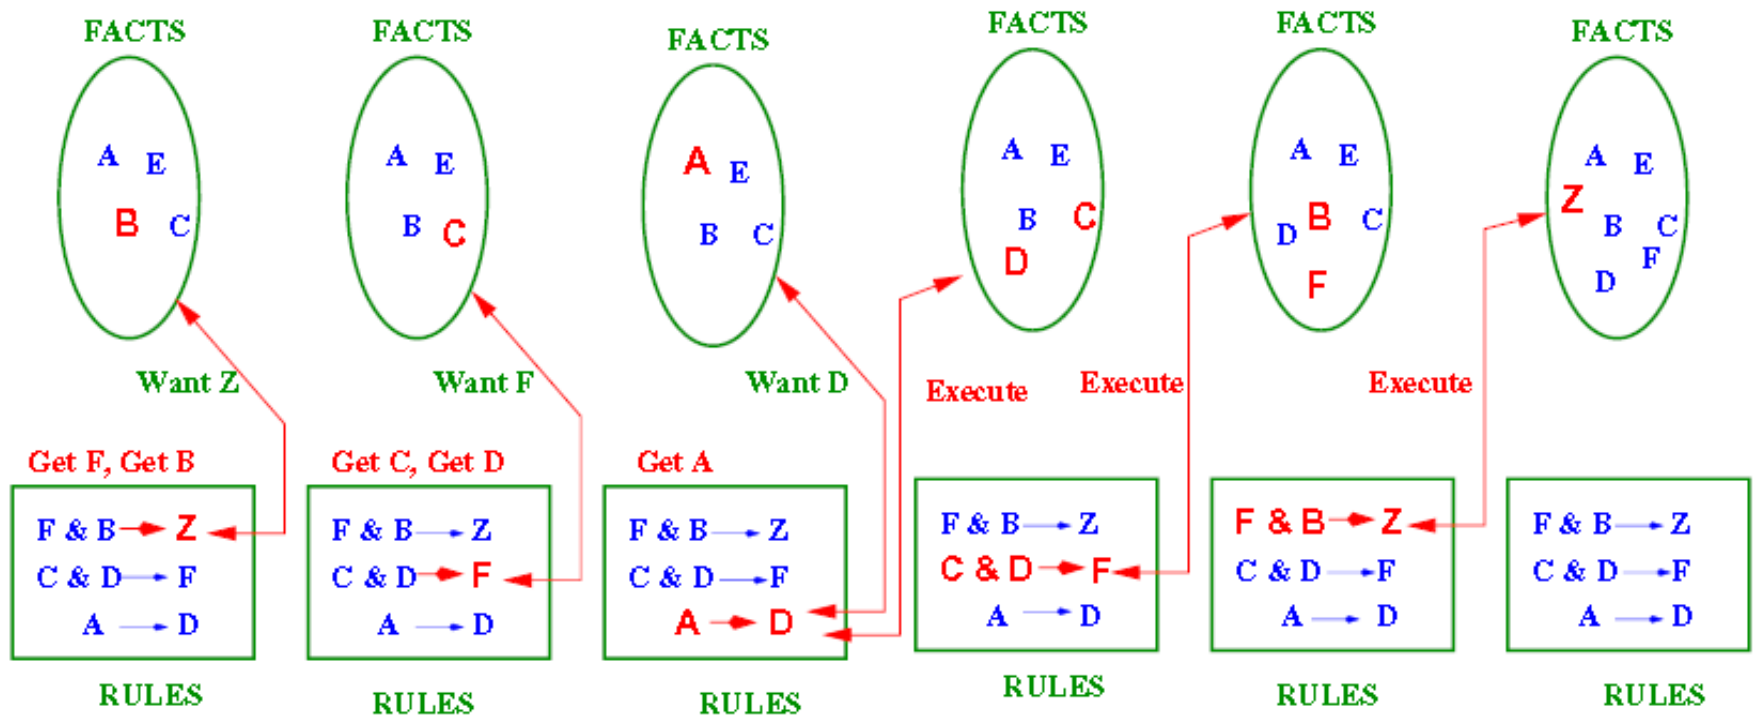 FACTS
A E
B C
Want Z
Get F, Get B
F & B → Z
C & D → F
A → D
RULES
FACTS
A E
B C
Want F
Get C, Get D
F & B → Z
C & D → F
A → D
RULES
FACTS
A E
B C
Want D
Get A
F & B → Z
C & D → F
A → D
RULES
FACTS
A E
B C
D
Execute
F & B → Z
C & D → F
A → D
RULES
FACTS
A E
D B C
F
Execute
F & B → Z
C & D → F
A → D
RULES
FACTS
A E
Z
B C
F
D
Execute
F & B → Z
C & D → F
A → D
RULES